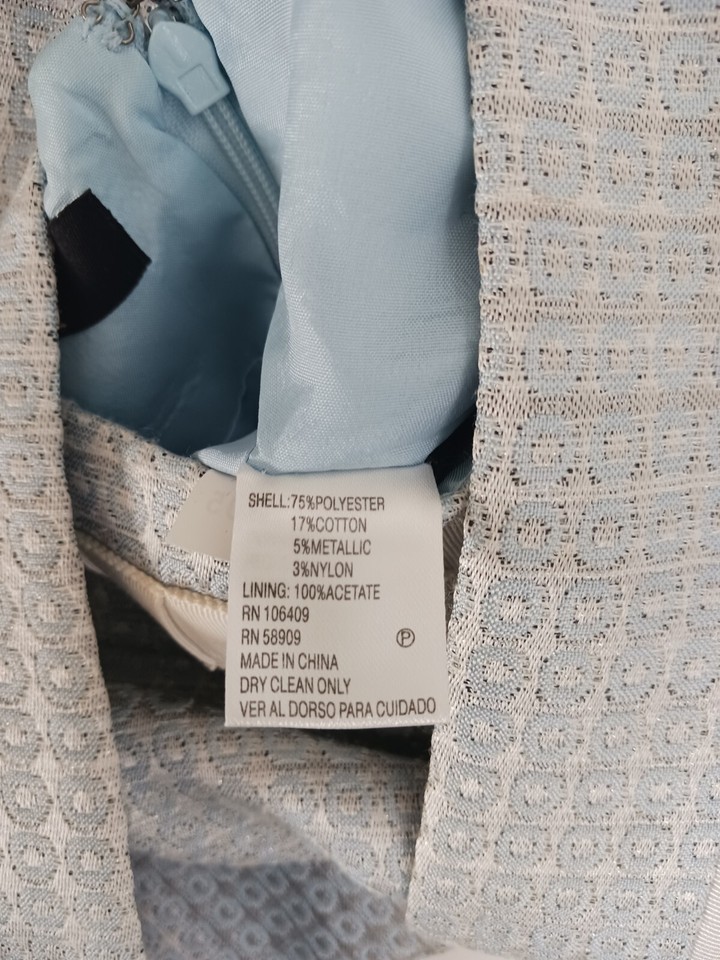 SHELL:75%POLYESTER
17%COTTON
5%METALLIC
3%NYLON
LINING: 100%ACETATE
RN 106409
RN 58909
P
MADE IN CHINA
DRY CLEAN ONLY
VER AL DORSO PARA CUIDADO